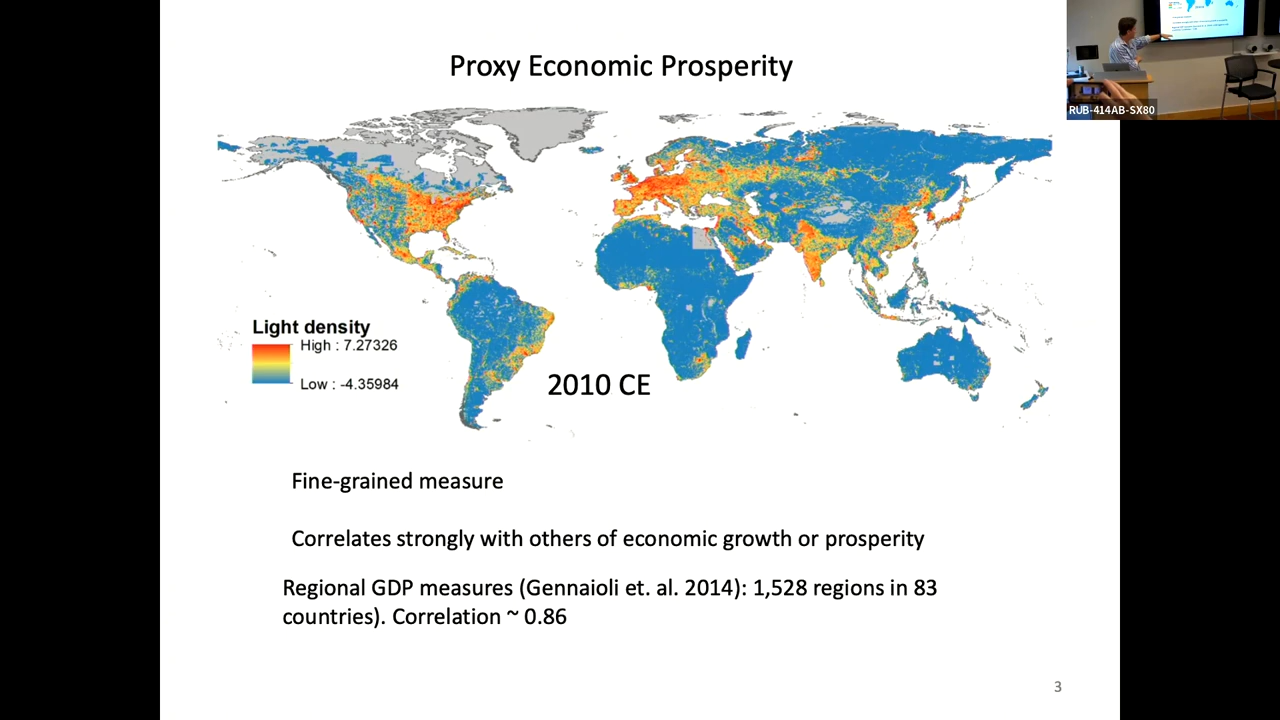 Proxy Economic Prosperity
RUB-414AB-SX80
Light density
High : 7.27326
Low : -4.35984
2010 CE
Fine-grained measure
Correlates strongly with others of economic growth or prosperity
Regional GDP measures (Gennaioli et. al. 2014): 1,528 regions in 83
countries). Correlation ~ 0.86
3